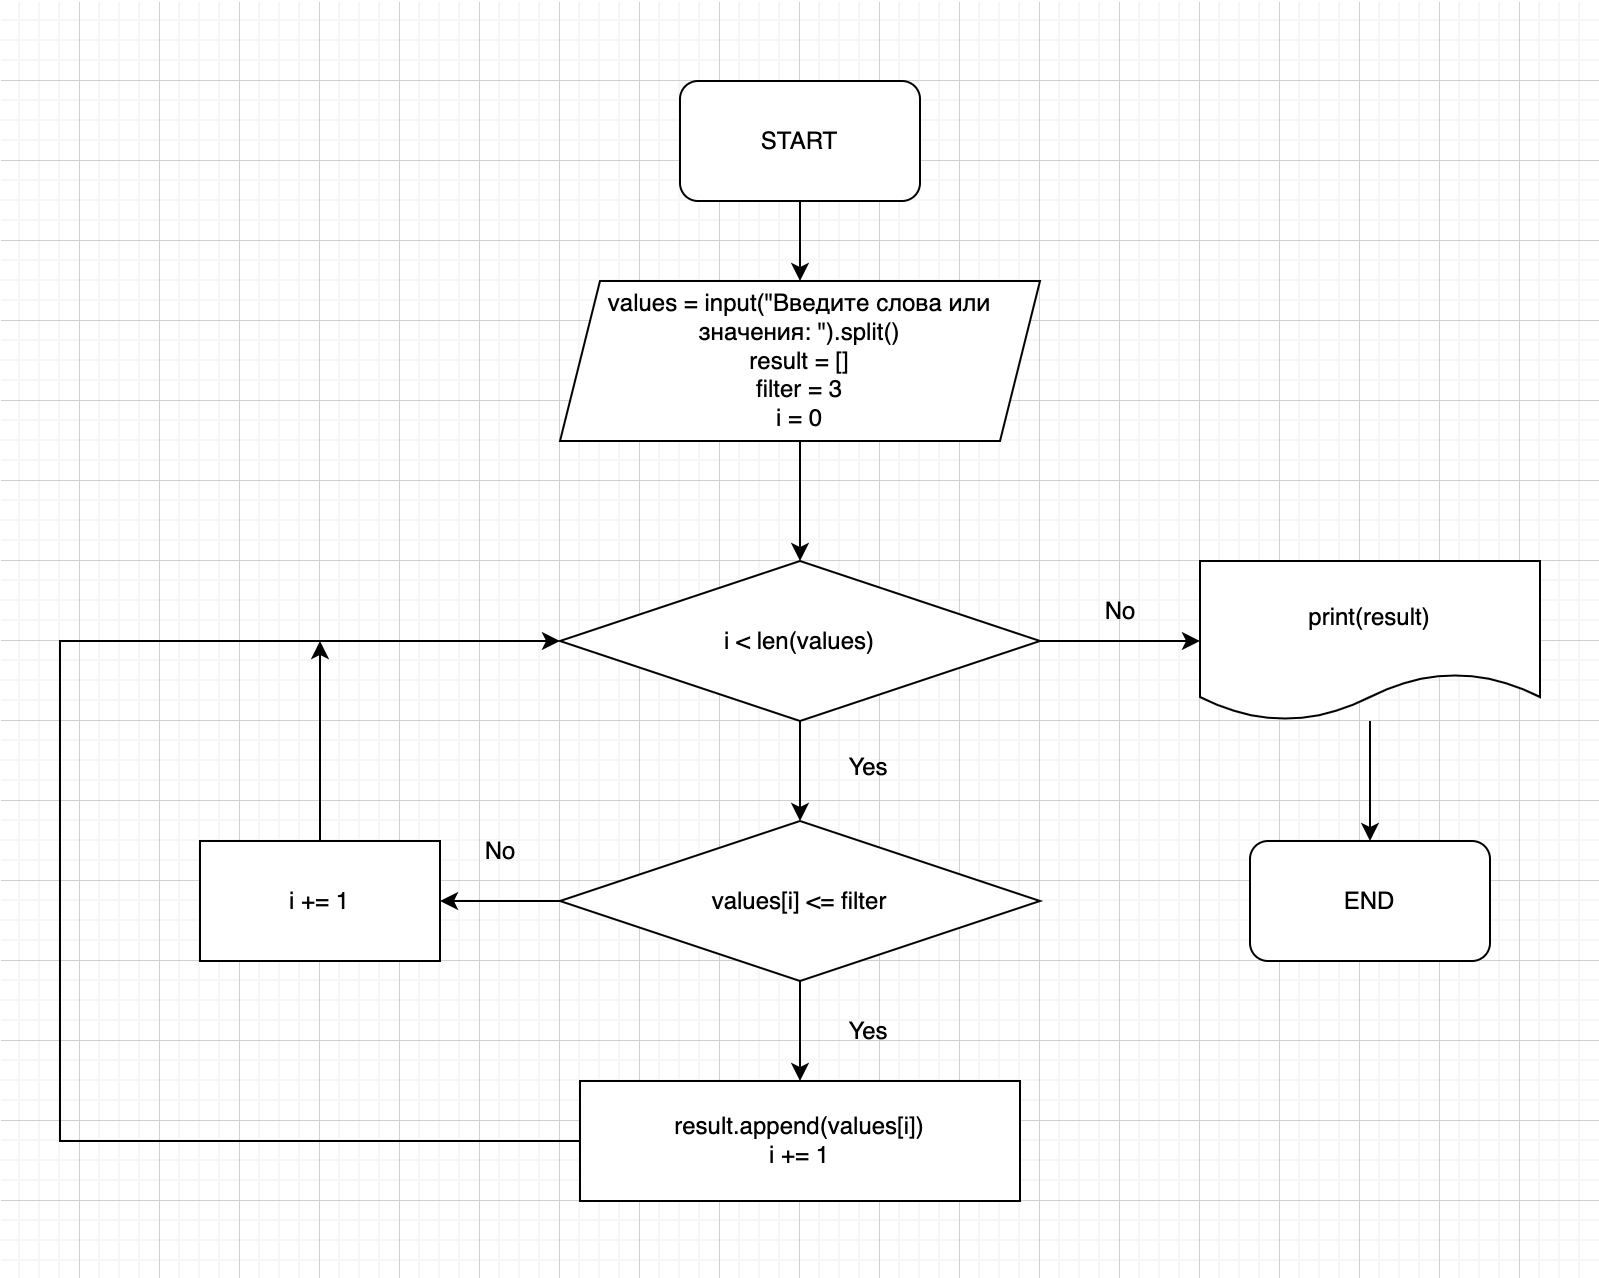 START
values = input("Введите слова или
значения: ").split()
result = []
filter = 3
i = 0
i < len(values)
No
print(result)
Yes
No
i += 1
values[i] <= filter
END
Yes
result.append(values[i])
i += 1